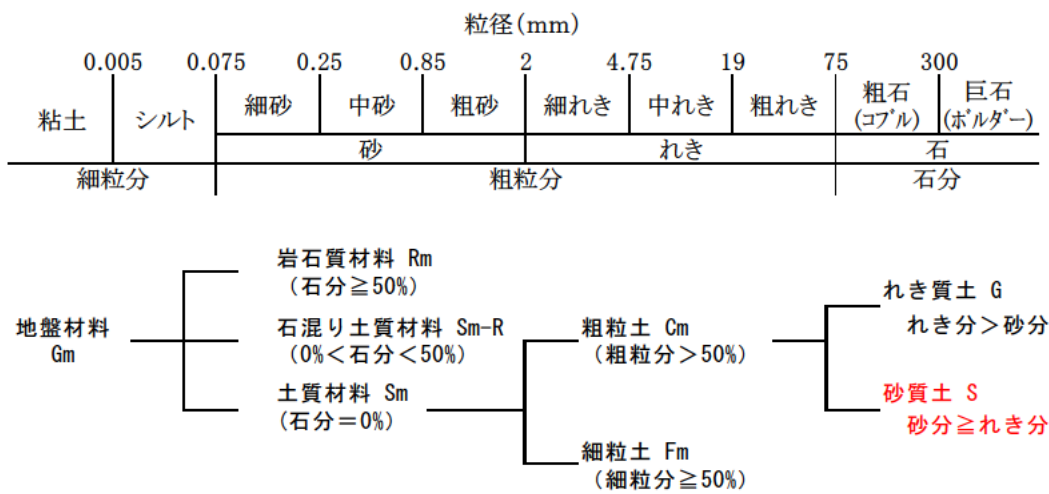 粒径(mm)
0.005 0.075 0.25 0.85 2 4.75 19 75 300
粘土 シルト 細砂 中砂 粗砂 細れき 中れき 粗れき 粗石 巨石
(コブル) (ボルダー)
砂 れき 石
細粒分 粗粒分 石分
岩石質材料 Rm
(石分≧50%)
地盤材料
Gm
石混り土質材料 Sm-R
(0%<石分<50%)
土質材料 Sm
(石分=0%)
粗粒土 Cm
(粗粒分>50%)
細粒土 Fm
(細粒分≧50%)
れき質土 G
れき分>砂分
砂質土 S
砂分≧れき分